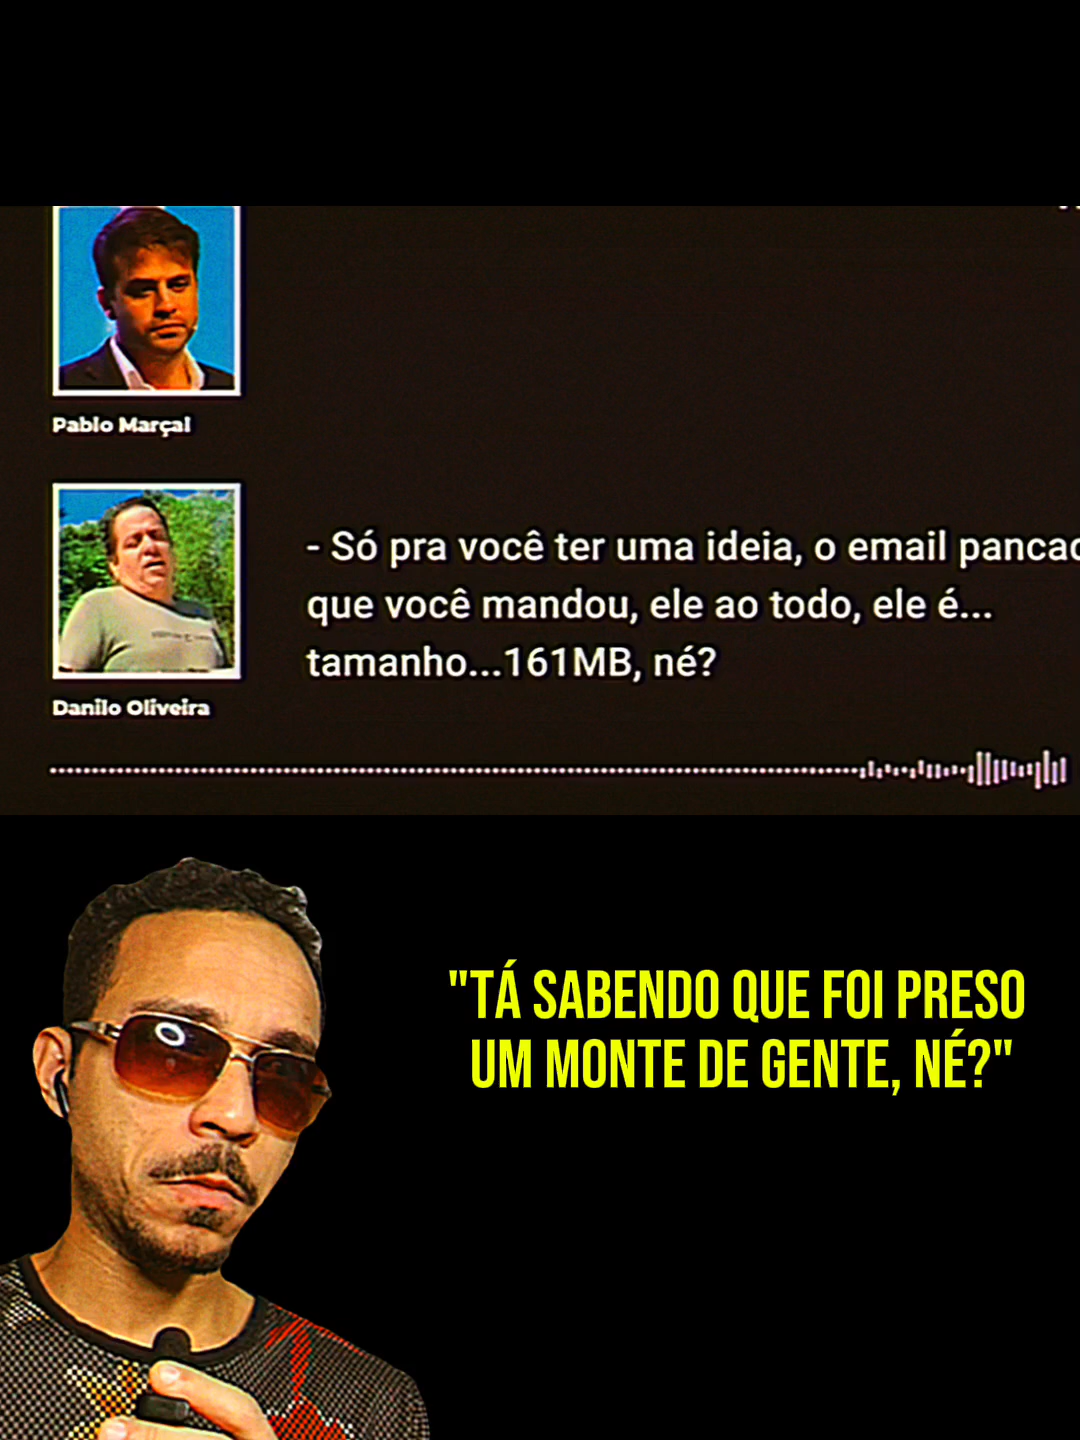 Pablo Marçal
- Só pra você ter uma ideia, o email
que você mandou, ele ao todo, ele é...
tamanho...161MB, né?
Danilo Oliveira
"TÁ SABENDO QUE FOI PRESO
UM MONTE DE GENTE, NÉ?"